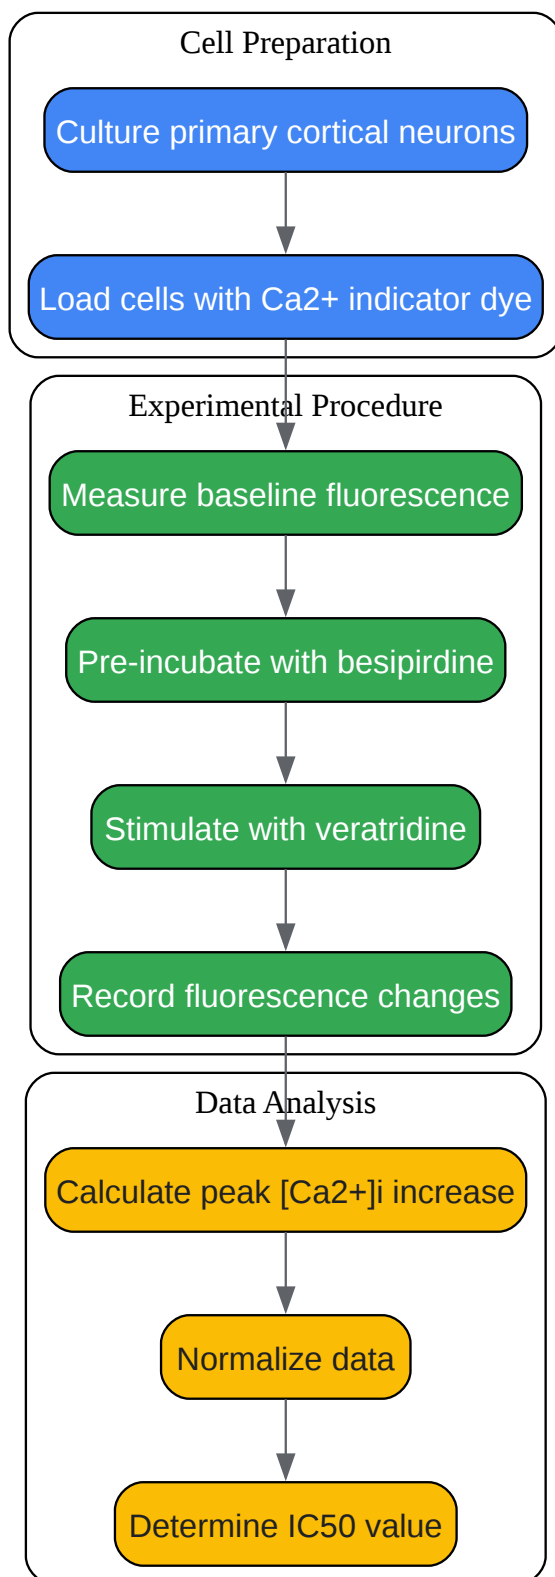 Cell Preparation
Culture primary cortical neurons
Load cells with Ca2+ indicator dye
Experimental Procedure
Measure baseline fluorescence
Pre-incubate with besipirdine
Stimulate with veratridine
Record fluorescence changes
Data Analysis
Calculate peak [Ca2+]i increase
Normalize data
Determine IC50 value